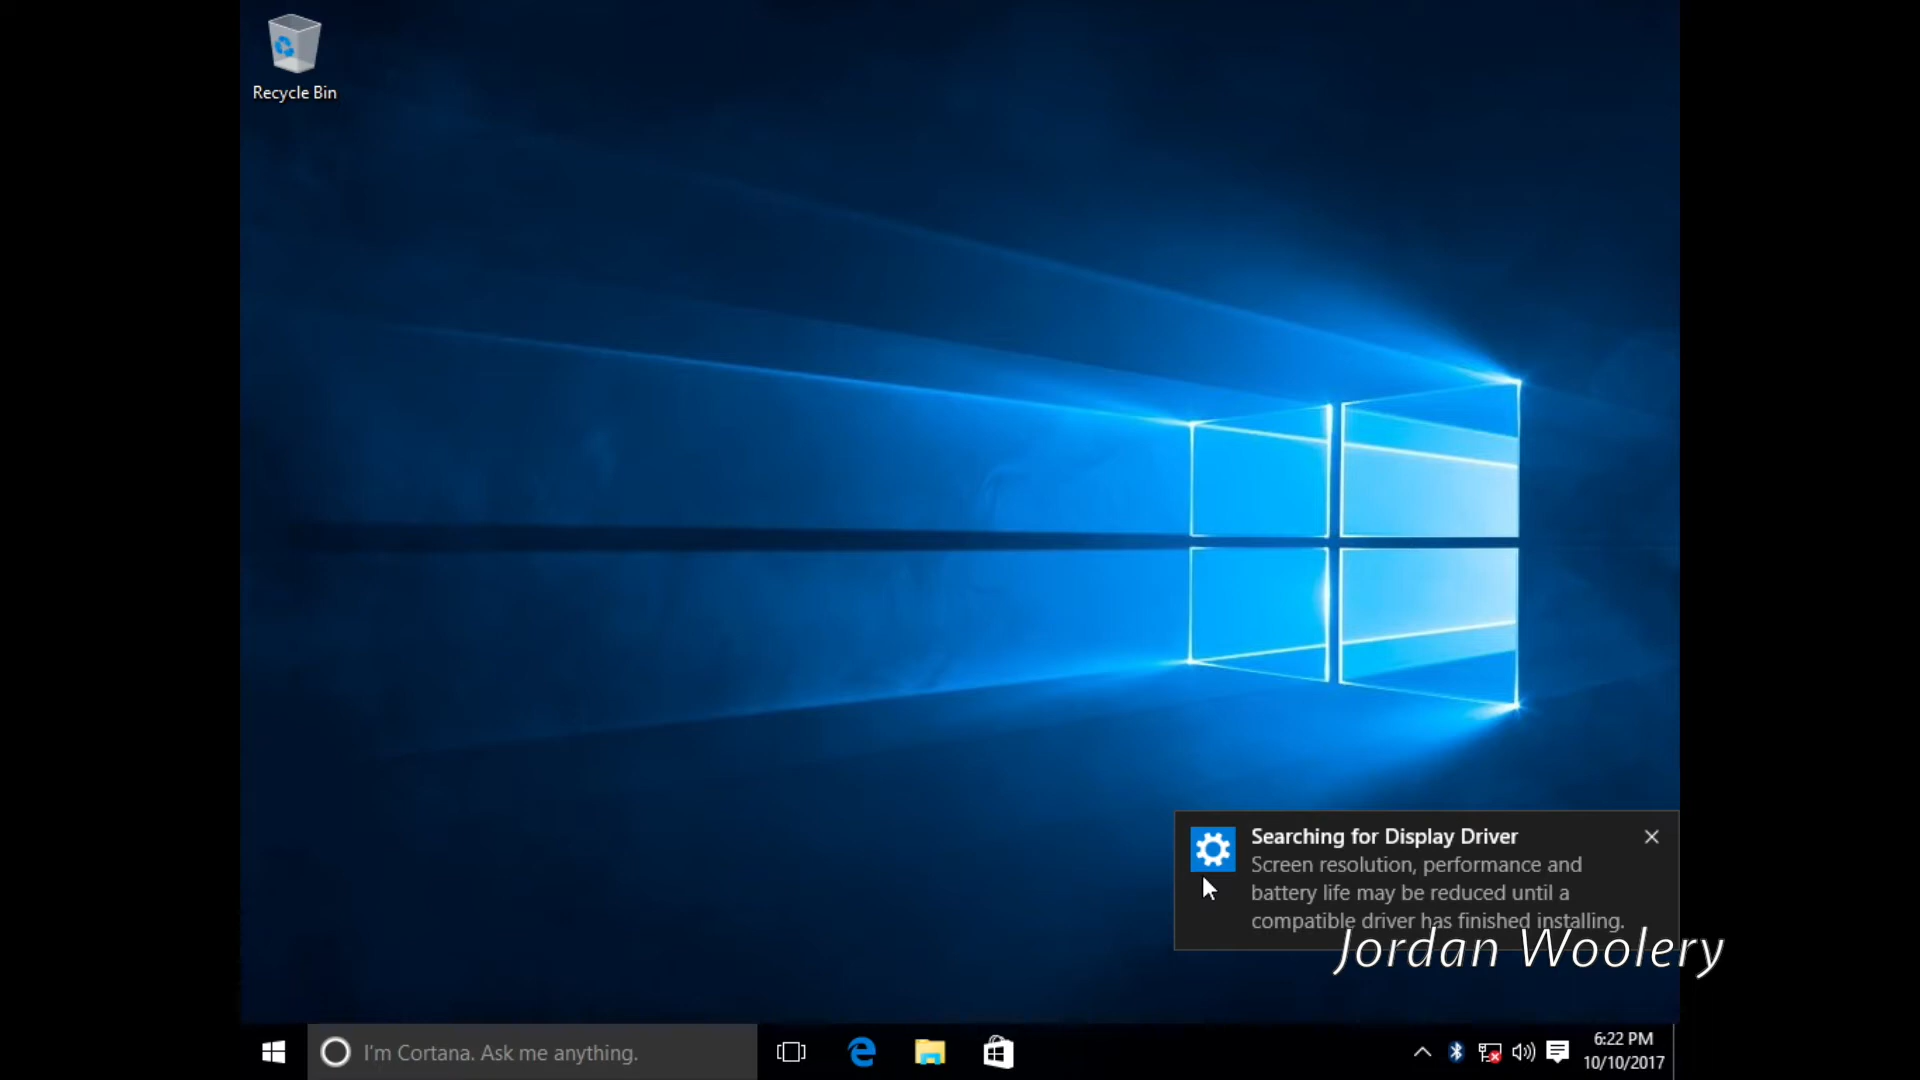 Recycle Bin
Searching for Display Driver
Screen resolution, performance and
battery life may be reduced until a
compatible driver has finished installing.
Jordan Woolery
I'm Cortana. Ask me anything.
6:22 PM
10/10/2017